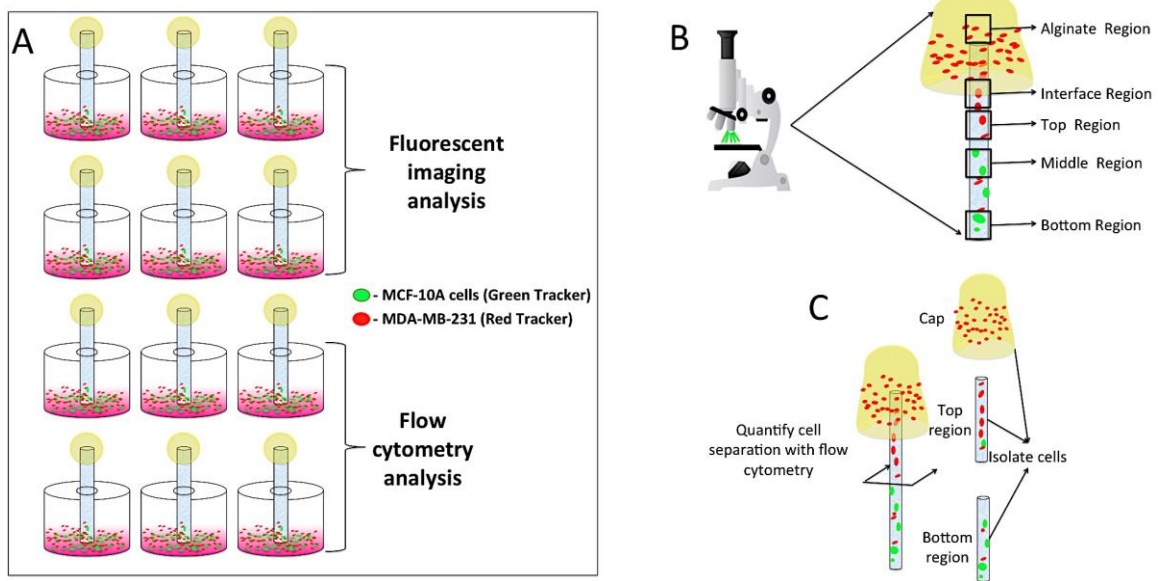 A
Fluorescent
imaging
analysis
- MCF-10A cells (Green Tracker)
- MDA-MB-231 (Red Tracker)
Flow
cytometry
analysis
B
Alginate Region
Interface Region
Top Region
Middle Region
Bottom Region
C
Cap
Quantify cell
separation with flow
cytometry
Top
region
Isolate cells
Bottom
region